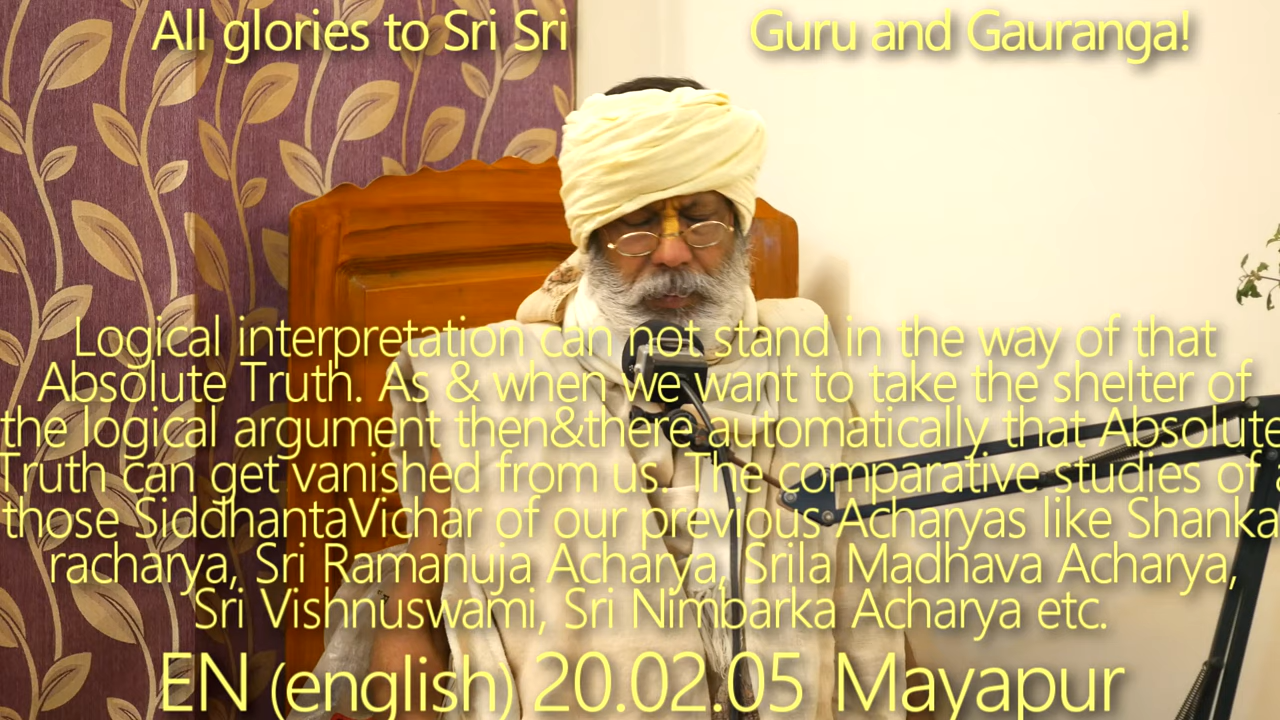 All glories to Sri Sri Guru and Gauranga!
Logical interpretation can not stand in the way of that
Absolute Truth. As & when we want to take the shelter of
the logical argument then&there automatically that Absolute
Truth can get vanished from us. The comparative studies of
those SiddhantaVichar of our previous Acharyas like Shanka
racharya, Sri Ramanuja Acharya, Srila Madhava Acharya,
Sri Vishnuswami, Sri Nimbarka Acharya etc.
EN (english) 20.02.05 Mayapur